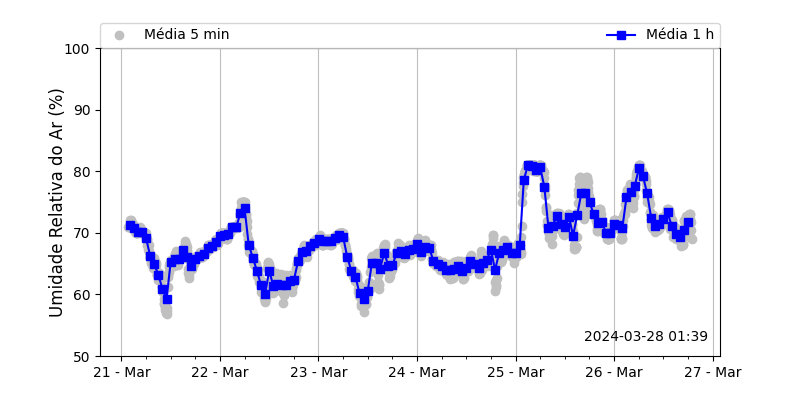 Média 5 min
Média 1 h
Umidade Relativa do Ar (%)
100
90
80
70
60
50
2024-03-28 01:39
21 - Mar
22 - Mar
23 - Mar
24 - Mar
25 - Mar
26 - Mar
27 - Mar